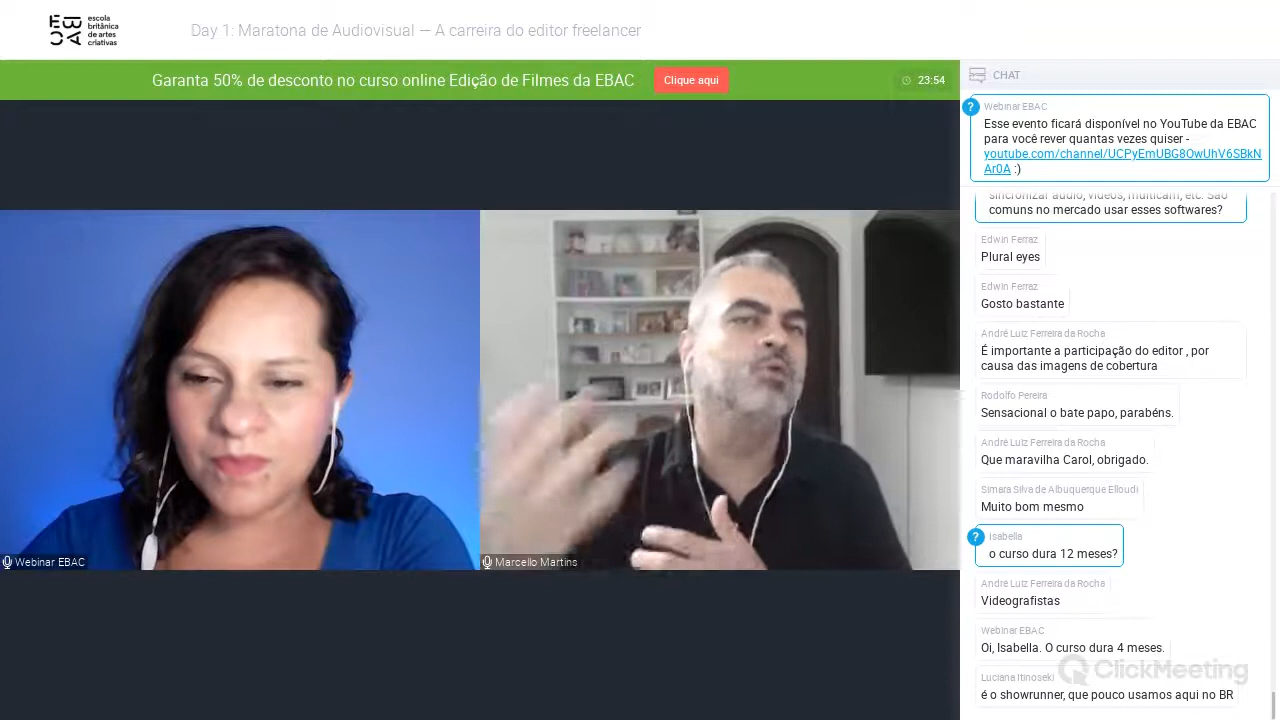 EBAC
escola
britânica
de artes
criativas
Day 1: Maratona de Audiovisual — A carreira do editor freelancer
Garanta 50% de desconto no curso online Edição de Filmes da EBAC
Clique aqui
23:54
CHAT
Webinar EBAC
Esse evento ficará disponível no YouTube da EBAC
para você rever quantas vezes quiser -
youtube.com/channel/UCPyEmUBG8OwUhV6SBkN
Ar0A :)
sincronizar áudio, vídeos, multicam, etc. São
comuns no mercado usar esses softwares?
Edwin Ferraz
Plural eyes
Edwin Ferraz
Gosto bastante
André Luiz Ferreira da Rocha
É importante a participação do editor , por
causa das imagens de cobertura
Rodolfo Pereira
Sensacional o bate papo, parabéns.
André Luiz Ferreira da Rocha
Que maravilha Carol, obrigado.
Simara Silva de Albuquerque Elloudi
Muito bom mesmo
Isabella
o curso dura 12 meses?
André Luiz Ferreira da Rocha
Videografistas
Webinar EBAC
Oi, Isabella. O curso dura 4 meses.
Luciana Itinoseki
é o showrunner, que pouco usamos aqui no BR
ClickMeeting
Webinar EBAC
Marcello Martins